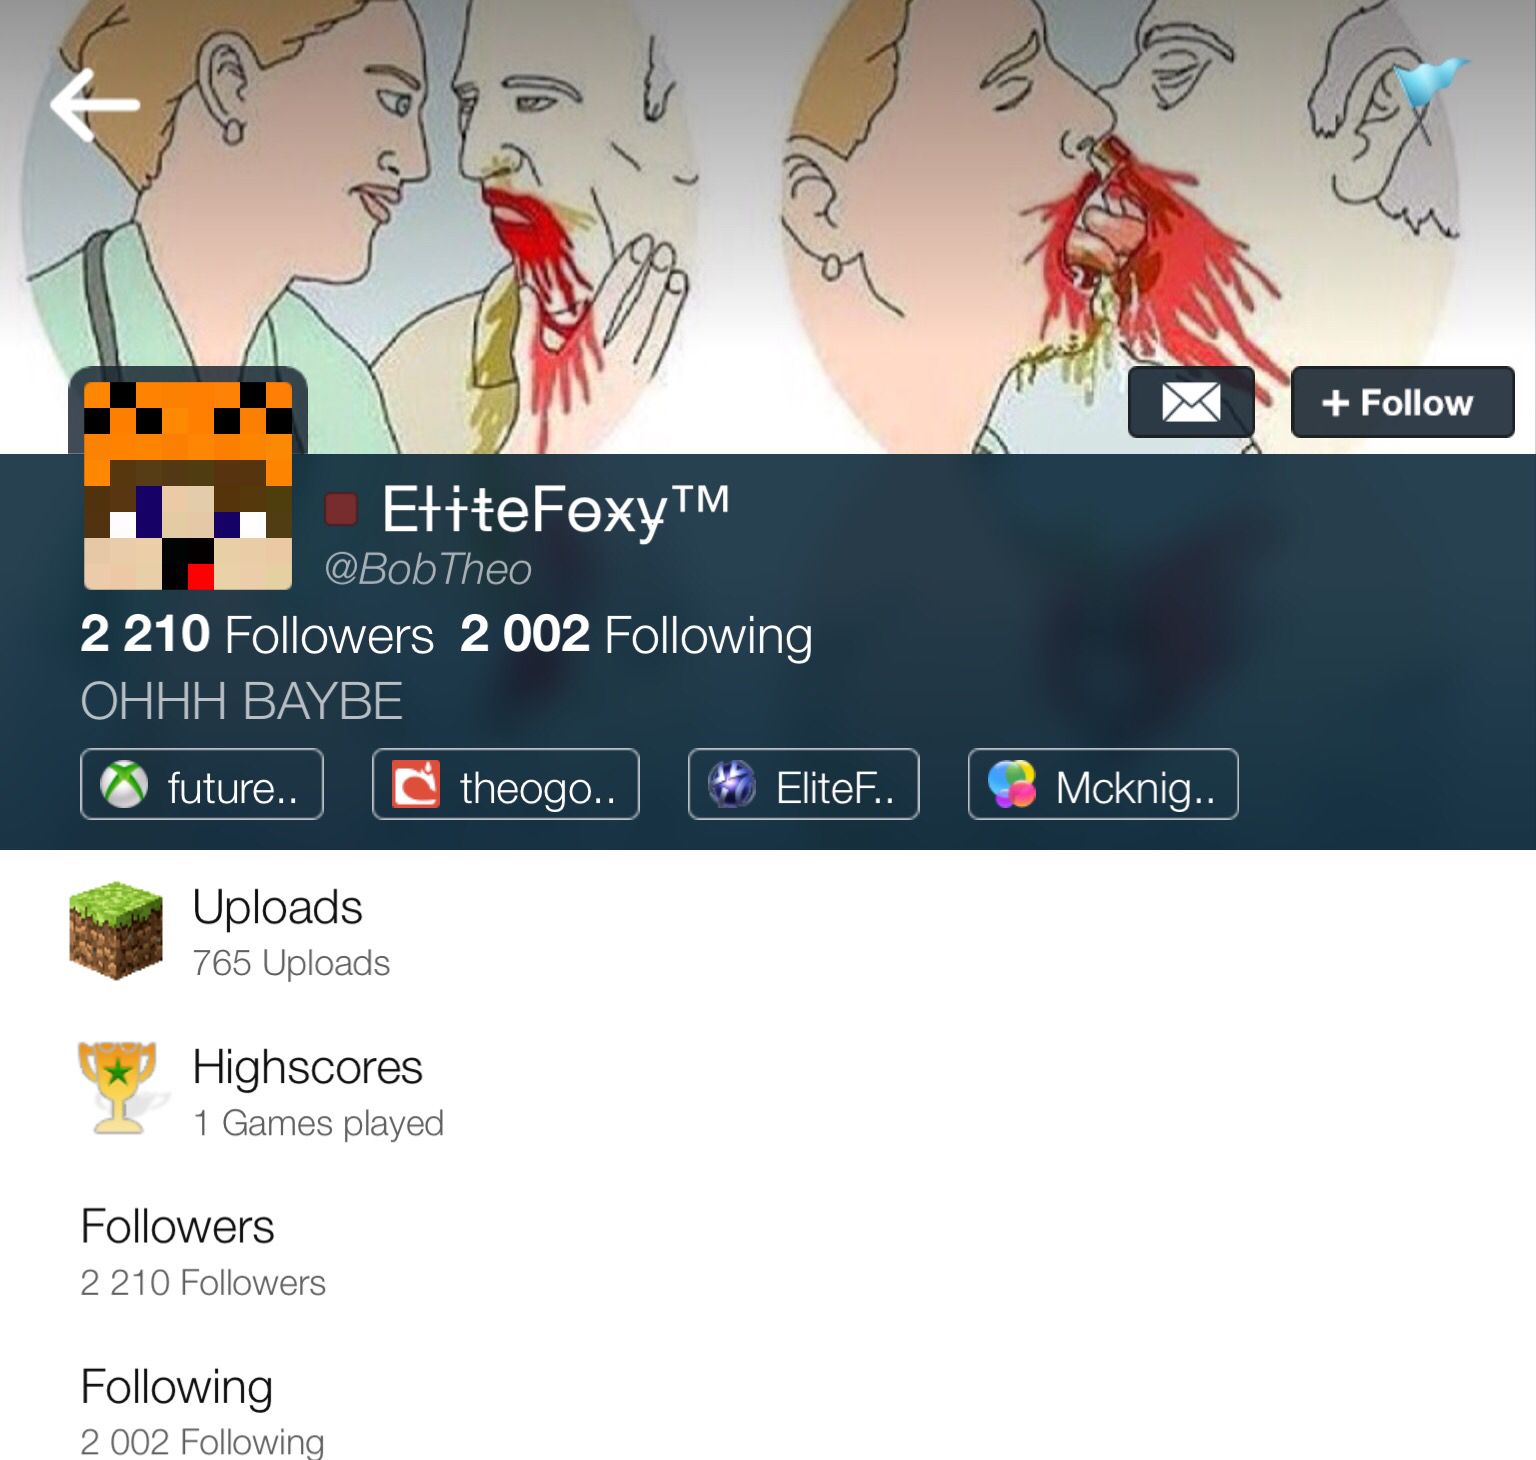 + Follow
EƚɨŧeFɵxɏ™
@BobTheo
2 210 Followers 2 002 Following
OHHH BAYBE
future.. theogo.. EliteF.. Mcknig..
Uploads
765 Uploads
Highscores
1 Games played
Followers
2 210 Followers
Following
2 002 Following